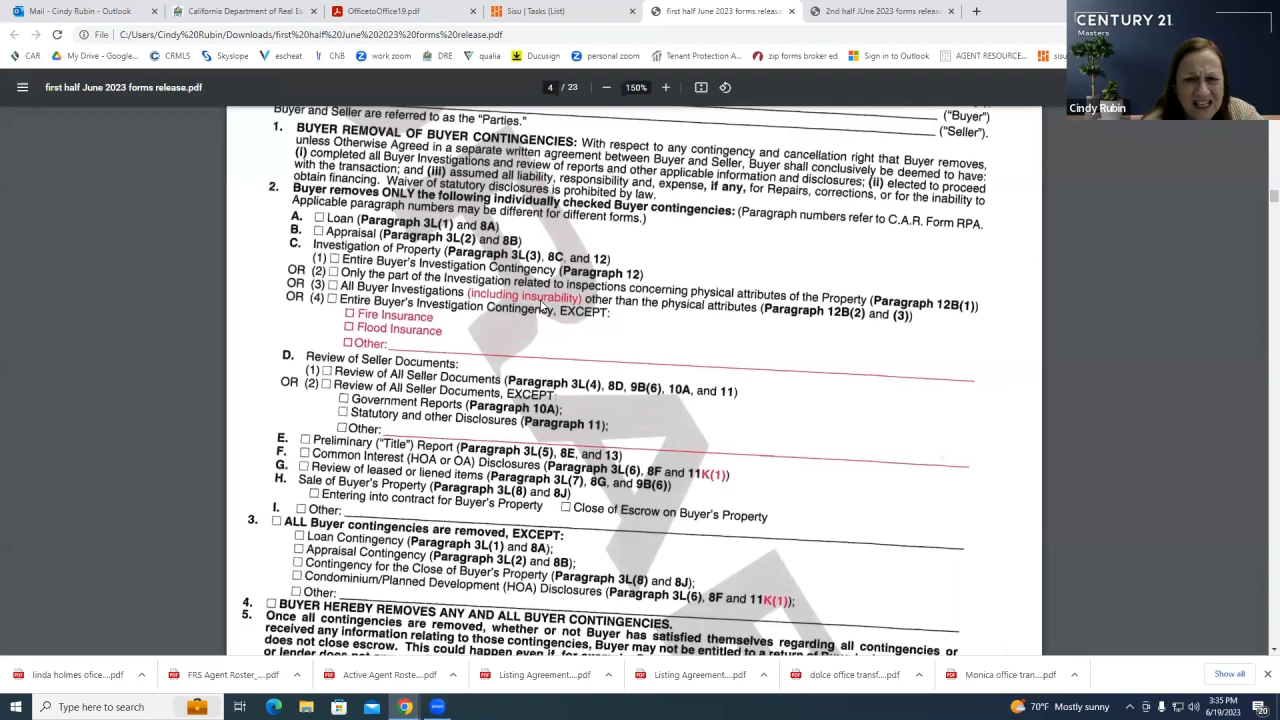 Mail - Cindy Rubin - Outlook
California Department of Real Es
OfficetoOffice19.pdf
Sisu | Tasks (List)
first half June 2023 forms releas
2nd half JUne 2023 forms releas
File
C:/Users/Cindy%20Rubin/Downloads/first%20half%20June%202023%20forms%20release.pdf
CAR
My Drive - Google...
CRMLS
Skyslope
escheat
CNB
work zoom
DRE
qualia
Ducusign
personal zoom
Tenant Protection A...
zip forms broker ed
Sign in to Outlook
AGENT RESOURCE...
sisu
CENTURY 21
Masters
Cindy Rubin
first half June 2023 forms release.pdf
4 / 23
150%
Buyer and Seller are referred to as the “Parties.”
("Buyer")
("Seller").
1. BUYER REMOVAL OF BUYER CONTINGENCIES: With respect to any contingency and cancellation right that Buyer removes,
unless Otherwise Agreed in a separate written agreement between Buyer and Seller, Buyer shall conclusively be deemed to have:
(i) completed all Buyer Investigations and review of reports and other applicable information and disclosures; (ii) elected to proceed
with the transaction; and (iii) assumed all liability, responsibility and, expense, if any, for Repairs, corrections, or for the inability to
obtain financing. Waiver of statutory disclosures is prohibited by law.
2. Buyer removes ONLY the following individually checked Buyer contingencies: (Paragraph numbers refer to C.A.R. Form RPA.
Applicable paragraph numbers may be different for different forms.)
A. Loan (Paragraph 3L(1) and 8A)
B. Appraisal (Paragraph 3L(2) and 8B)
C. Investigation of Property (Paragraph 3L(3), 8C, and 12)
(1) Entire Buyer's Investigation Contingency (Paragraph 12)
OR (2) Only the part of the Investigation related to inspections concerning physical attributes of the Property (Paragraph 12B(1))
OR (3) All Buyer Investigations (including insurability) other than the physical attributes (Paragraph 12B(2) and (3))
OR (4) Entire Buyer's Investigation Contingency, EXCEPT:
Fire Insurance
Flood Insurance
Other:
D. Review of Seller Documents:
(1) Review of All Seller Documents (Paragraph 3L(4), 8D, 9B(6), 10A, and 11)
OR (2) Review of All Seller Documents, EXCEPT:
Government Reports (Paragraph 10A);
Statutory and other Disclosures (Paragraph 11);
Other:
E. Preliminary ("Title") Report (Paragraph 3L(5), 8E, and 13)
F. Common Interest (HOA or OA) Disclosures (Paragraph 3L(6), 8F and 11K(1))
G. Review of leased or liened items (Paragraph 3L(7), 8G, and 9B(6))
H. Sale of Buyer's Property (Paragraph 3L(8) and 8J)
Entering into contract for Buyer's Property Close of Escrow on Buyer's Property
I. Other:
3. ALL Buyer contingencies are removed, EXCEPT:
Loan Contingency (Paragraph 3L(1) and 8A);
Appraisal Contingency (Paragraph 3L(2) and 8B);
Contingency for the Close of Buyer's Property (Paragraph 3L(8) and 8J);
Condominium/Planned Development (HOA) Disclosures (Paragraph 3L(6), 8F and 11K(1));
Other:
4. BUYER HEREBY REMOVES ANY AND ALL BUYER CONTINGENCIES.
5. Once all contingencies are removed, whether or not Buyer has satisfied themselves regarding all contingencies or
received any information relating to those contingencies, Buyer may not be entitled to a return of
does not close escrow. This could happen even if, for
or lender does not
linda holmes ofice....pdf
FRS Agent Roster_...pdf
Active Agent Roste...pdf
Listing Agreement....pdf
Listing Agreement....pdf
dolce office transf...pdf
Monica office tran....pdf
Show all
Type here to search
70°F Mostly sunny
3:35 PM
6/19/2023
20